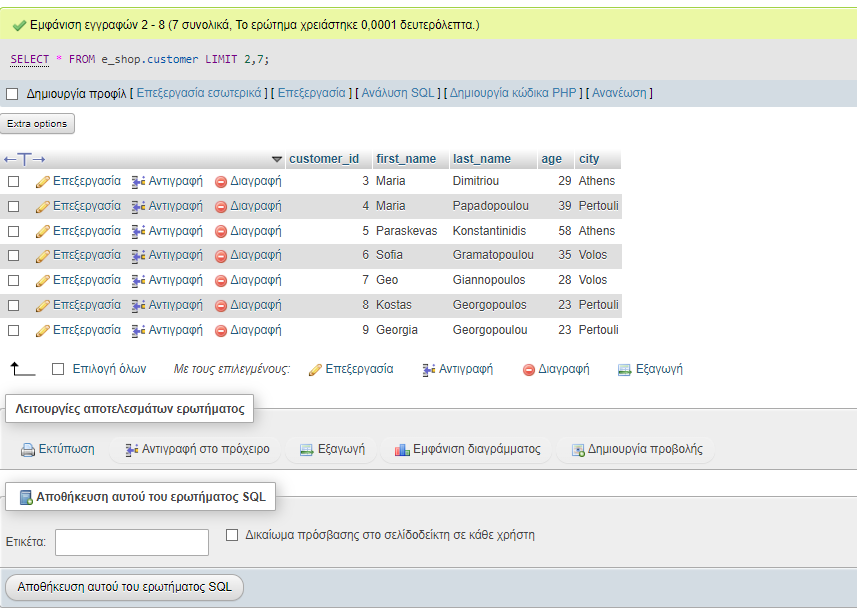 Εμφάνιση εγγραφών 2 - 8 (7 συνολικά, Το ερώτημα χρειάστηκε 0,0001 δευτερόλεπτα.)
SELECT * FROM e_shop.customer LIMIT 2,7;
Δημιουργία προφίλ [ Επεξεργασία εσωτερικά ] [ Επεξεργασία ] [ Ανάλυση SQL ] [ Δημιουργία κώδικα PHP ] [ Ανανέωση ]
Extra options
←T→ customer_id first_name last_name age city
Επεξεργασία Αντιγραφή Διαγραφή 3 Maria Dimitriou 29 Athens
Επεξεργασία Αντιγραφή Διαγραφή 4 Maria Papadopoulou 39 Pertouli
Επεξεργασία Αντιγραφή Διαγραφή 5 Paraskevas Konstantinidis 58 Athens
Επεξεργασία Αντιγραφή Διαγραφή 6 Sofia Gramatopoulou 35 Volos
Επεξεργασία Αντιγραφή Διαγραφή 7 Geo Giannopoulos 28 Volos
Επεξεργασία Αντιγραφή Διαγραφή 8 Kostas Georgopoulos 23 Pertouli
Επεξεργασία Αντιγραφή Διαγραφή 9 Georgia Georgopoulou 23 Pertouli
Επιλογή όλων Με τους επιλεγμένους: Επεξεργασία Αντιγραφή Διαγραφή Εξαγωγή
Λειτουργίες αποτελεσμάτων ερωτήματος
Εκτύπωση Αντιγραφή στο πρόχειρο Εξαγωγή Εμφάνιση διαγράμματος Δημιουργία προβολής
Αποθήκευση αυτού του ερωτήματος SQL
Ετικέτα: Δικαίωμα πρόσβασης στο σελίδοδείκτη σε κάθε χρήστη
Αποθήκευση αυτού του ερωτήματος SQL